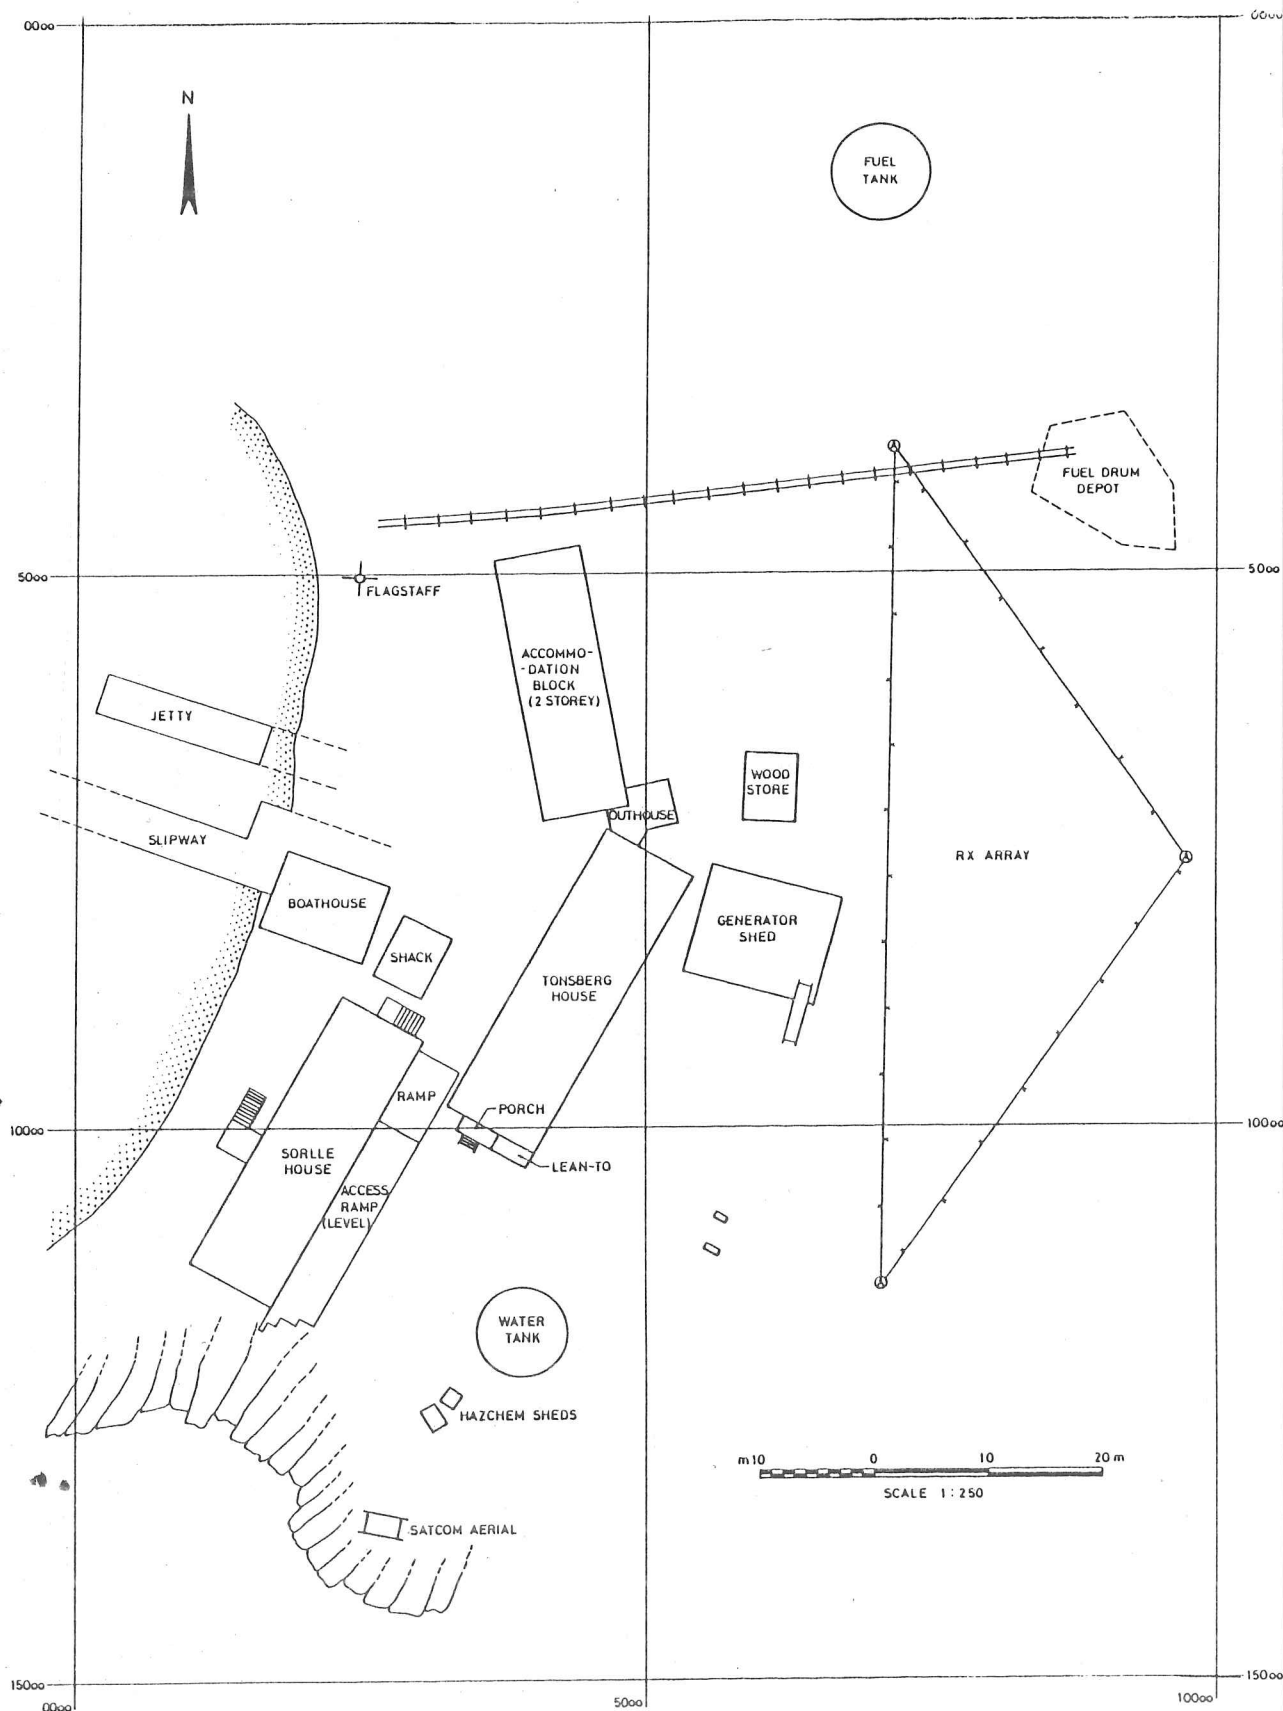 0000
0000
N
FUEL
TANK
FUEL DRUM
DEPOT
5000
5000
FLAGSTAFF
ACCOMMO-
-DATION
BLOCK
(2 STOREY)
JETTY
WOOD
STORE
OUTHOUSE
SLIPWAY
RX ARRAY
BOATHOUSE
GENERATOR
SHED
SHACK
TONSBERG
HOUSE
RAMP
PORCH
10000
10000
SORLLE
HOUSE
LEAN-TO
ACCESS
RAMP
(LEVEL)
WATER
TANK
HAZCHEM SHEDS
m10 0 10 20 m
SCALE 1:250
SATCOM AERIAL
15000
15000
0000
5000
10000